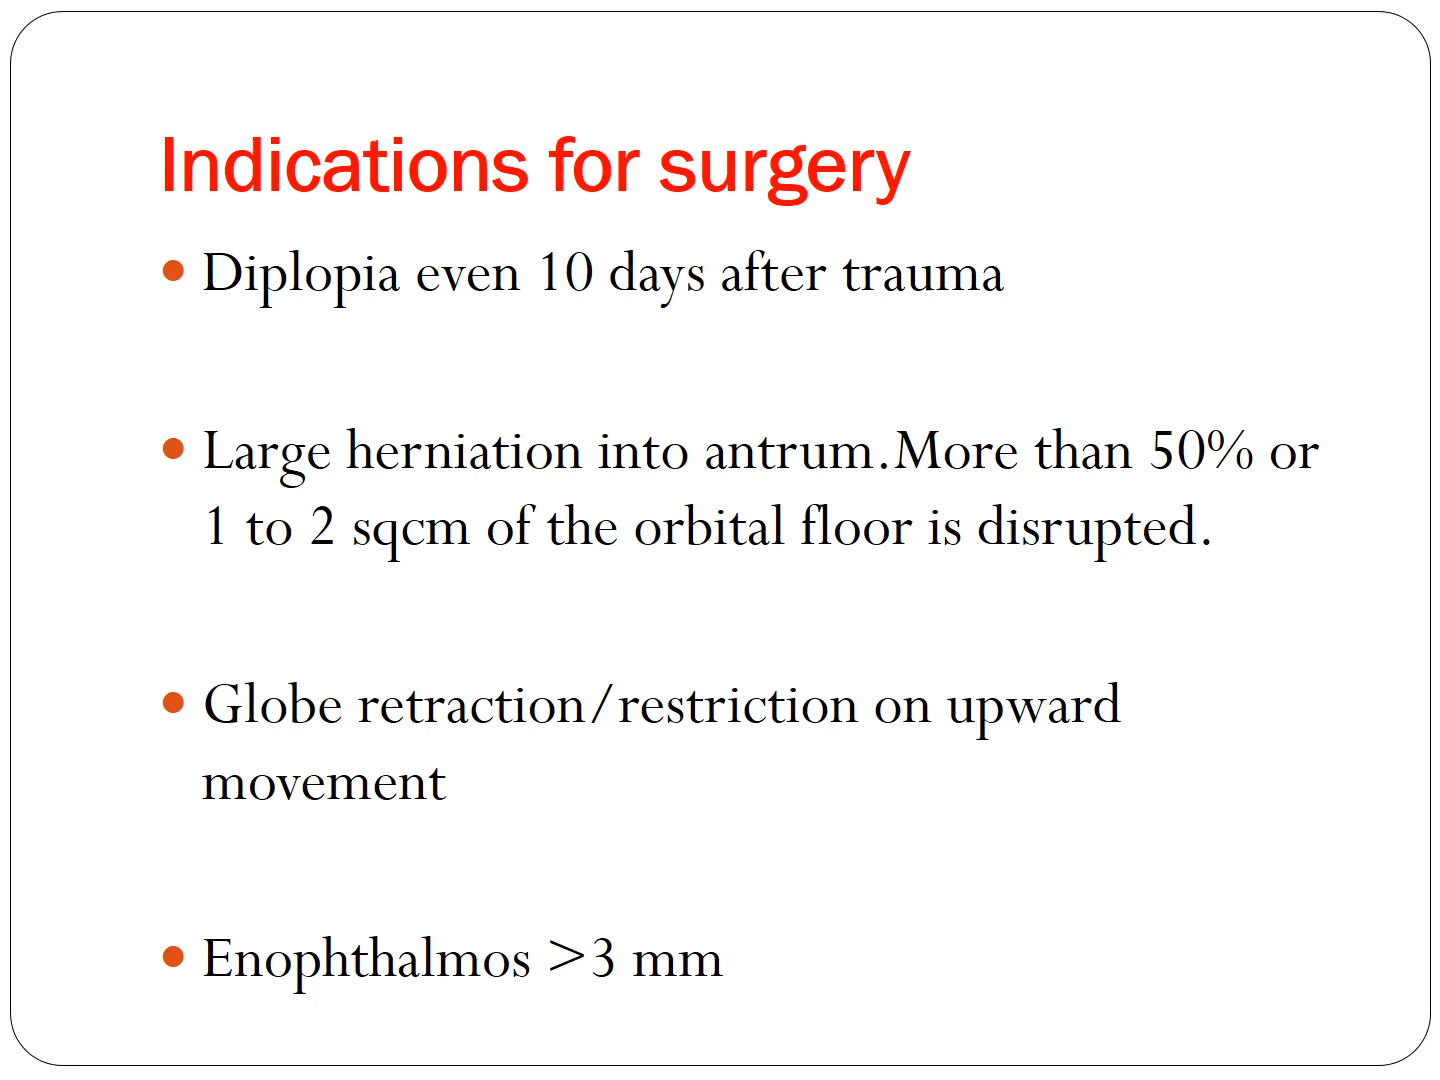 Indications for surgery
• Diplopia even 10 days after trauma
• Large herniation into antrum.More than 50% or
1 to 2 sqcm of the orbital floor is disrupted.
• Globe retraction/restriction on upward
movement
• Enophthalmos >3 mm